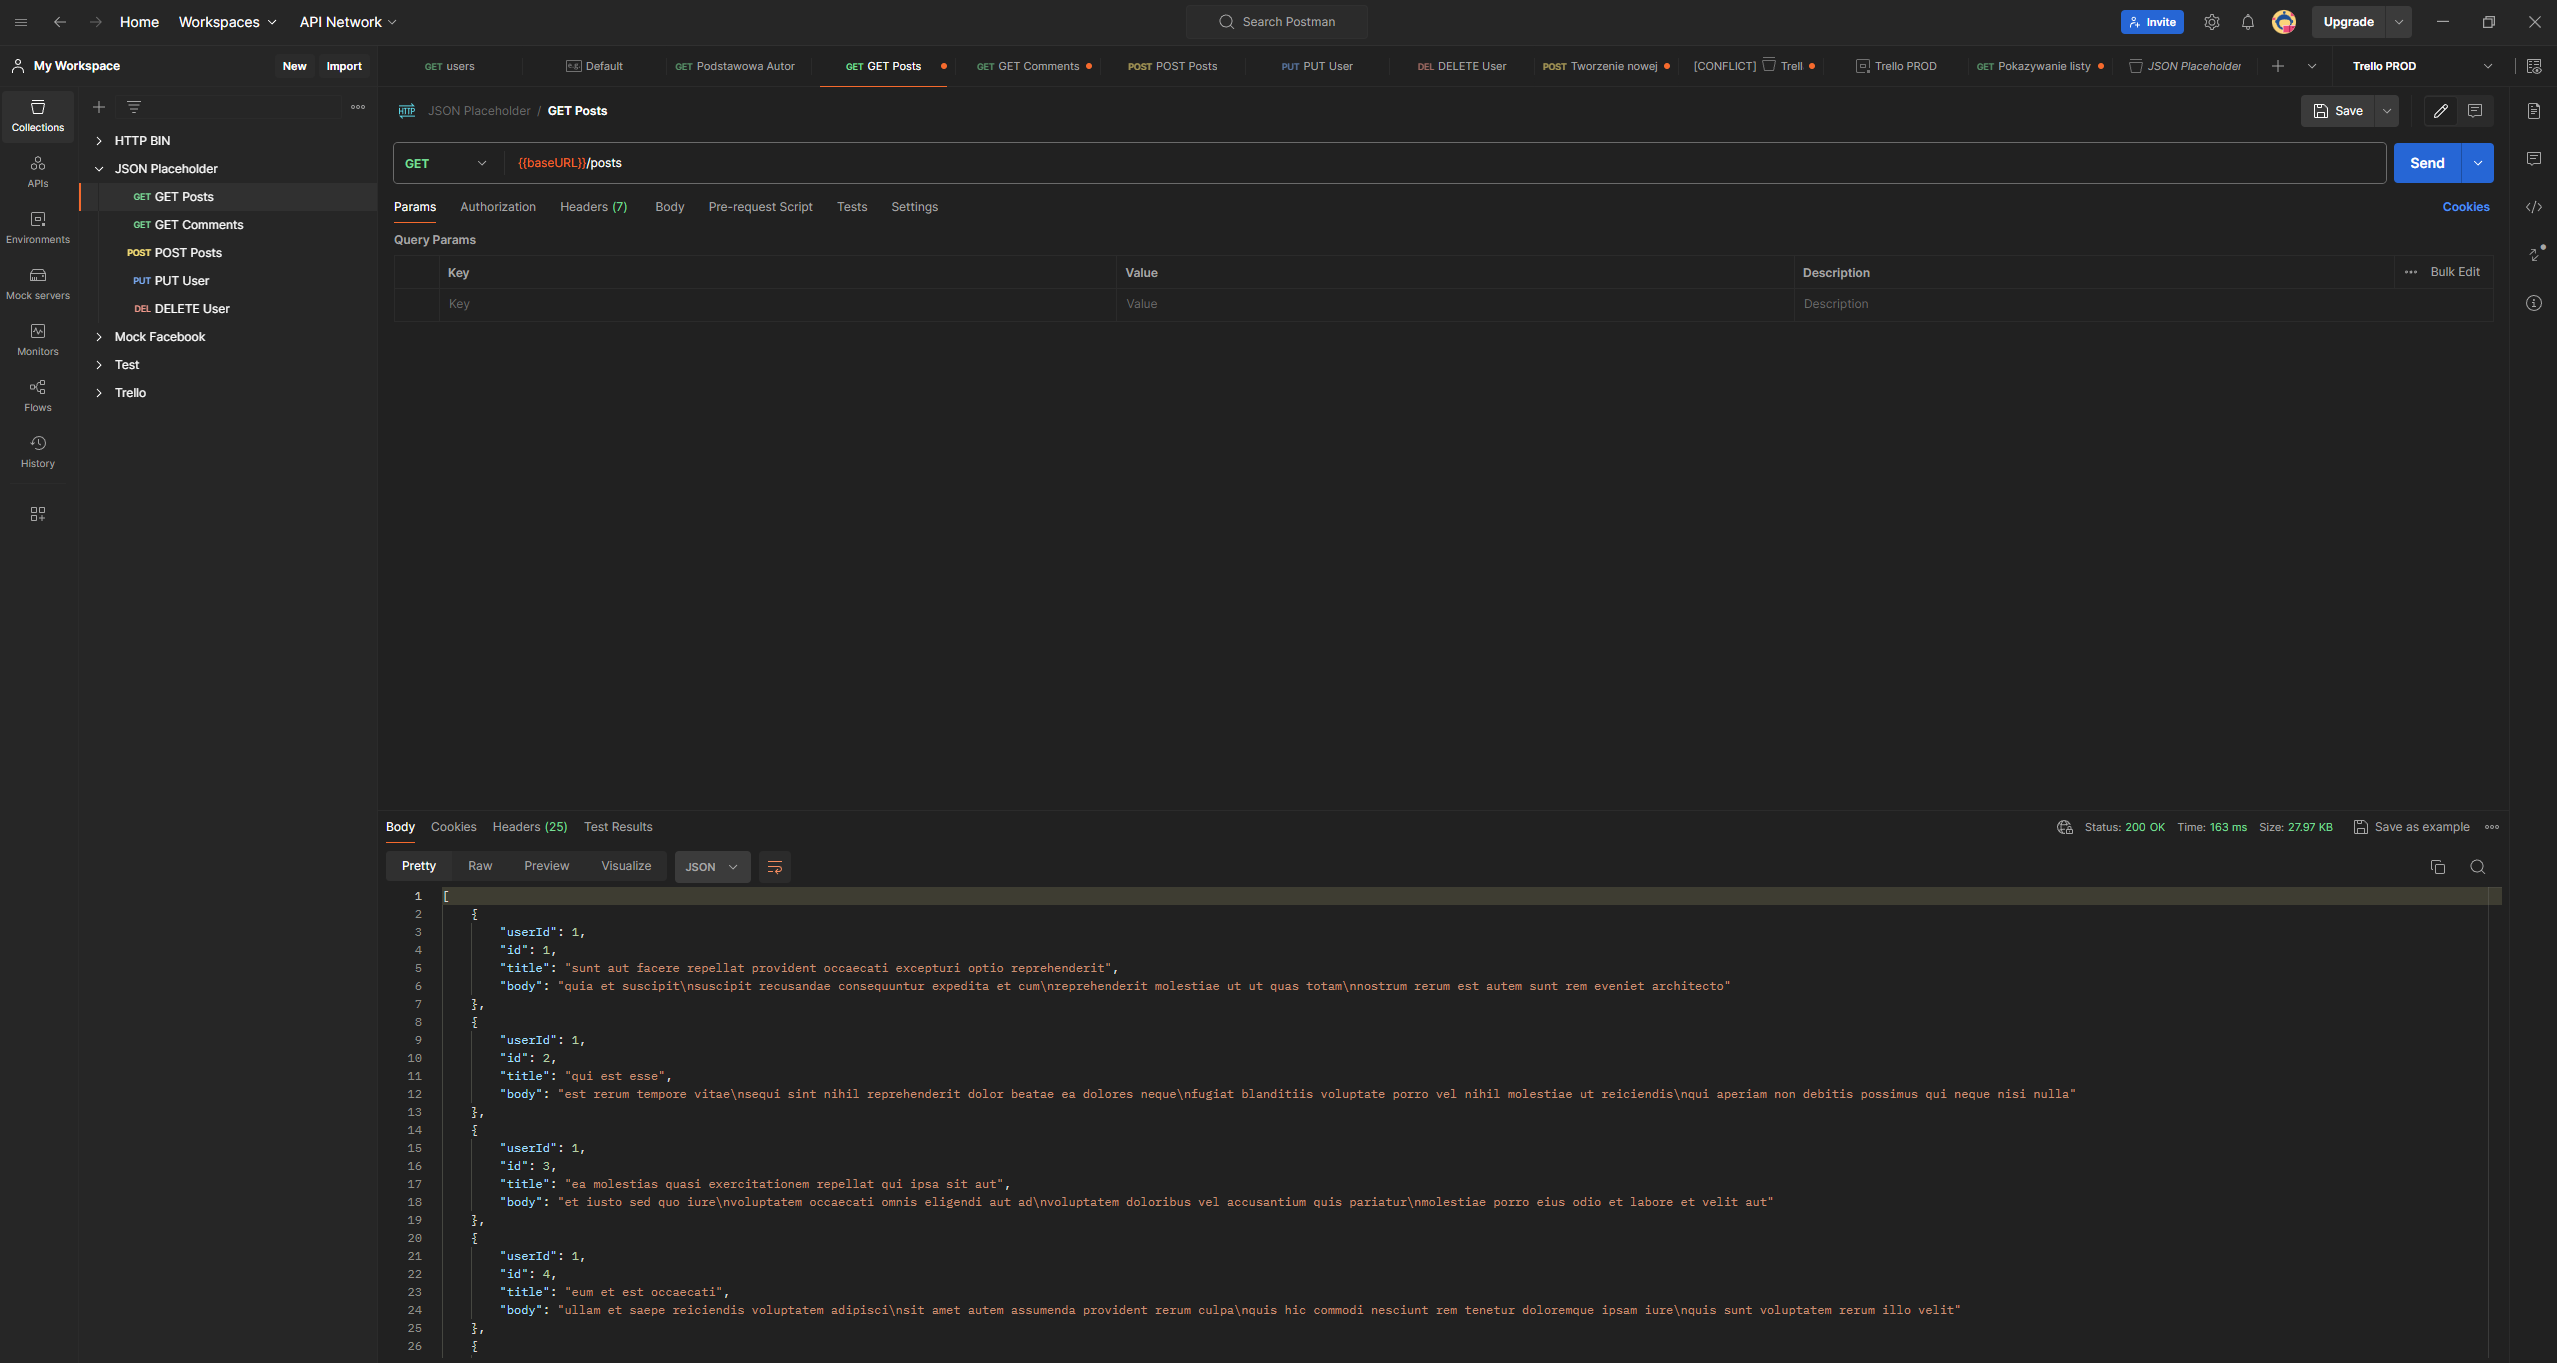 Home Workspaces API Network Search Postman Invite Upgrade
My Workspace New Import GET users Default GET Podstawowa Autor GET GET Posts GET GET Comments POST POST Posts PUT PUT User DEL DELETE User POST Tworzenie nowej [CONFLICT] Trell Trello PROD GET Pokazywanie listy JSON Placeholder Trello PROD
Collections
APIs
Environments
Mock servers
Monitors
Flows
History
HTTP BIN
JSON Placeholder
GET GET Posts
GET GET Comments
POST POST Posts
PUT PUT User
DEL DELETE User
Mock Facebook
Test
Trello
HTTP JSON Placeholder / GET Posts Save
GET {{baseURL}}/posts Send
Params Authorization Headers (7) Body Pre-request Script Tests Settings Cookies
Query Params
Key Value Description Bulk Edit
Key Value Description
Body Cookies Headers (25) Test Results Status: 200 OK Time: 163 ms Size: 27.97 KB Save as example
Pretty Raw Preview Visualize JSON
1 [
2 {
3 "userId": 1,
4 "id": 1,
5 "title": "sunt aut facere repellat provident occaecati excepturi optio reprehenderit",
6 "body": "quia et suscipit\nsuscipit recusandae consequuntur expedita et cum\nreprehenderit molestiae ut ut quas totam\nnostrum rerum est autem sunt rem eveniet architecto"
7 },
8 {
9 "userId": 1,
10 "id": 2,
11 "title": "qui est esse",
12 "body": "est rerum tempore vitae\nsequi sint nihil reprehenderit dolor beatae ea dolores neque\nfugiat blanditiis voluptate porro vel nihil molestiae ut reiciendis\nqui aperiam non debitis possimus qui neque nisi nulla"
13 },
14 {
15 "userId": 1,
16 "id": 3,
17 "title": "ea molestias quasi exercitationem repellat qui ipsa sit aut",
18 "body": "et iusto sed quo iure\nvoluptatem occaecati omnis eligendi aut ad\nvoluptatem doloribus vel accusantium quis pariatur\nmolestiae porro eius odio et labore et velit aut"
19 },
20 {
21 "userId": 1,
22 "id": 4,
23 "title": "eum et est occaecati",
24 "body": "ullam et saepe reiciendis voluptatem adipisci\nsit amet autem assumenda provident rerum culpa\nquis hic commodi nesciunt rem tenetur doloremque ipsam iure\nquis sunt voluptatem rerum illo velit"
25 },
26 {